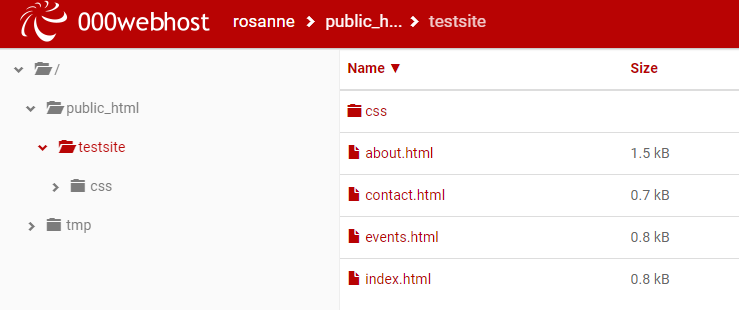 000webhost rosanne > public_h... > testsite
/
public_html
testsite
css
tmp
Name ▼ Size
css
about.html 1.5 kB
contact.html 0.7 kB
events.html 0.8 kB
index.html 0.8 kB